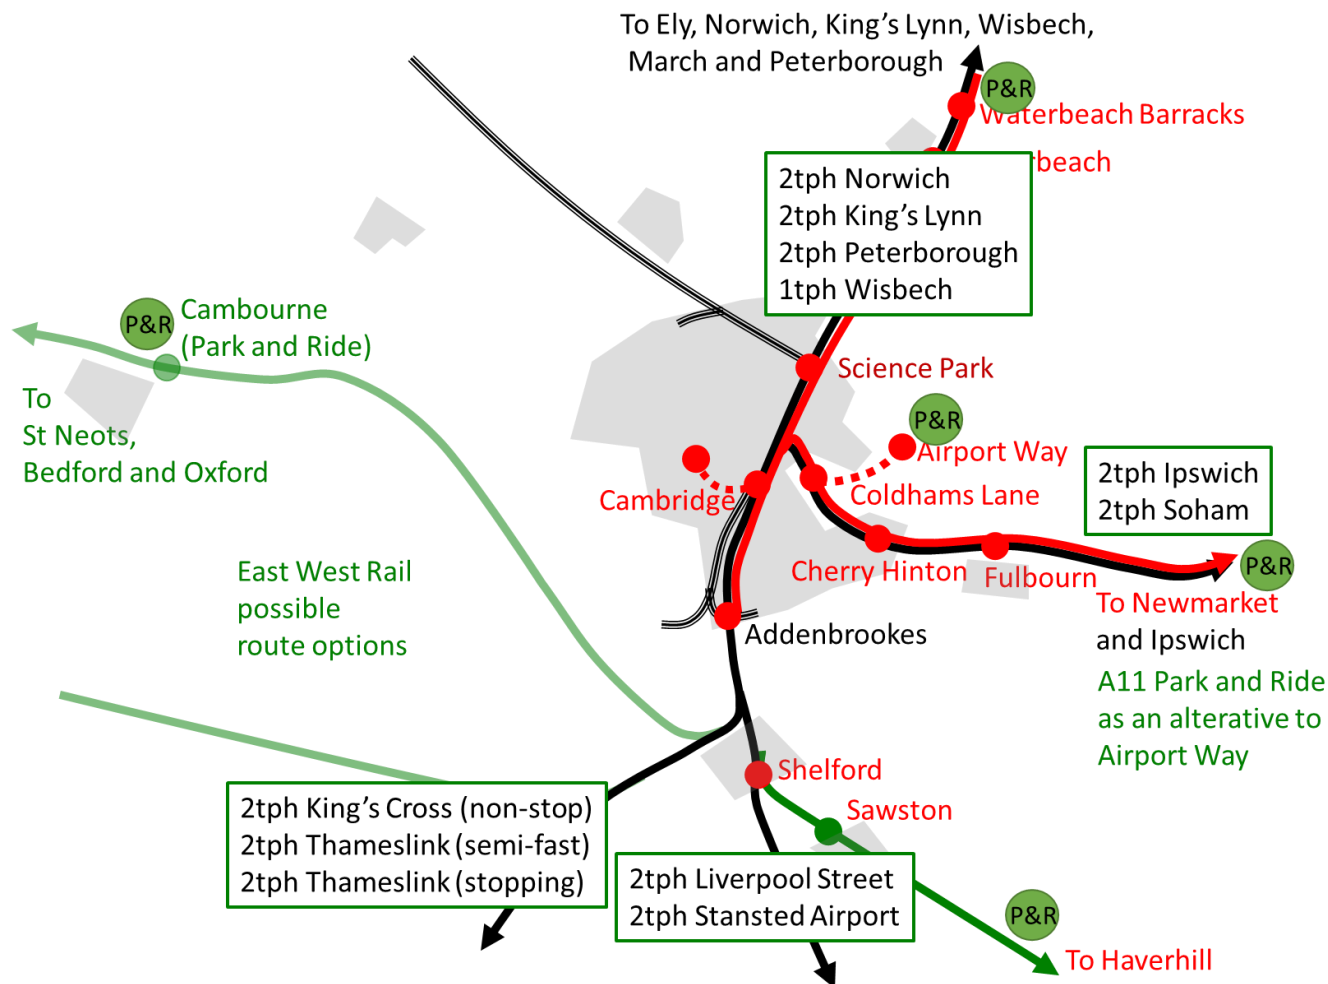 To Ely, Norwich, King's Lynn, Wisbech,
March and Peterborough
P&R
Waterbeach Barracks
rbeach
2tph Norwich
2tph King's Lynn
2tph Peterborough
1tph Wisbech
P&R
Cambourne
(Park and Ride)
To
St Neots,
Bedford and Oxford
Science Park
P&R
Airport Way
Cambridge
Coldhams Lane
2tph Ipswich
2tph Soham
Cherry Hinton
Fulbourn
P&R
To Newmarket
and Ipswich
A11 Park and Ride
as an alterative to
Airport Way
East West Rail
possible
route options
Addenbrookes
Shelford
Sawston
2tph King's Cross (non-stop)
2tph Thameslink (semi-fast)
2tph Thameslink (stopping)
2tph Liverpool Street
2tph Stansted Airport
P&R
To Haverhill